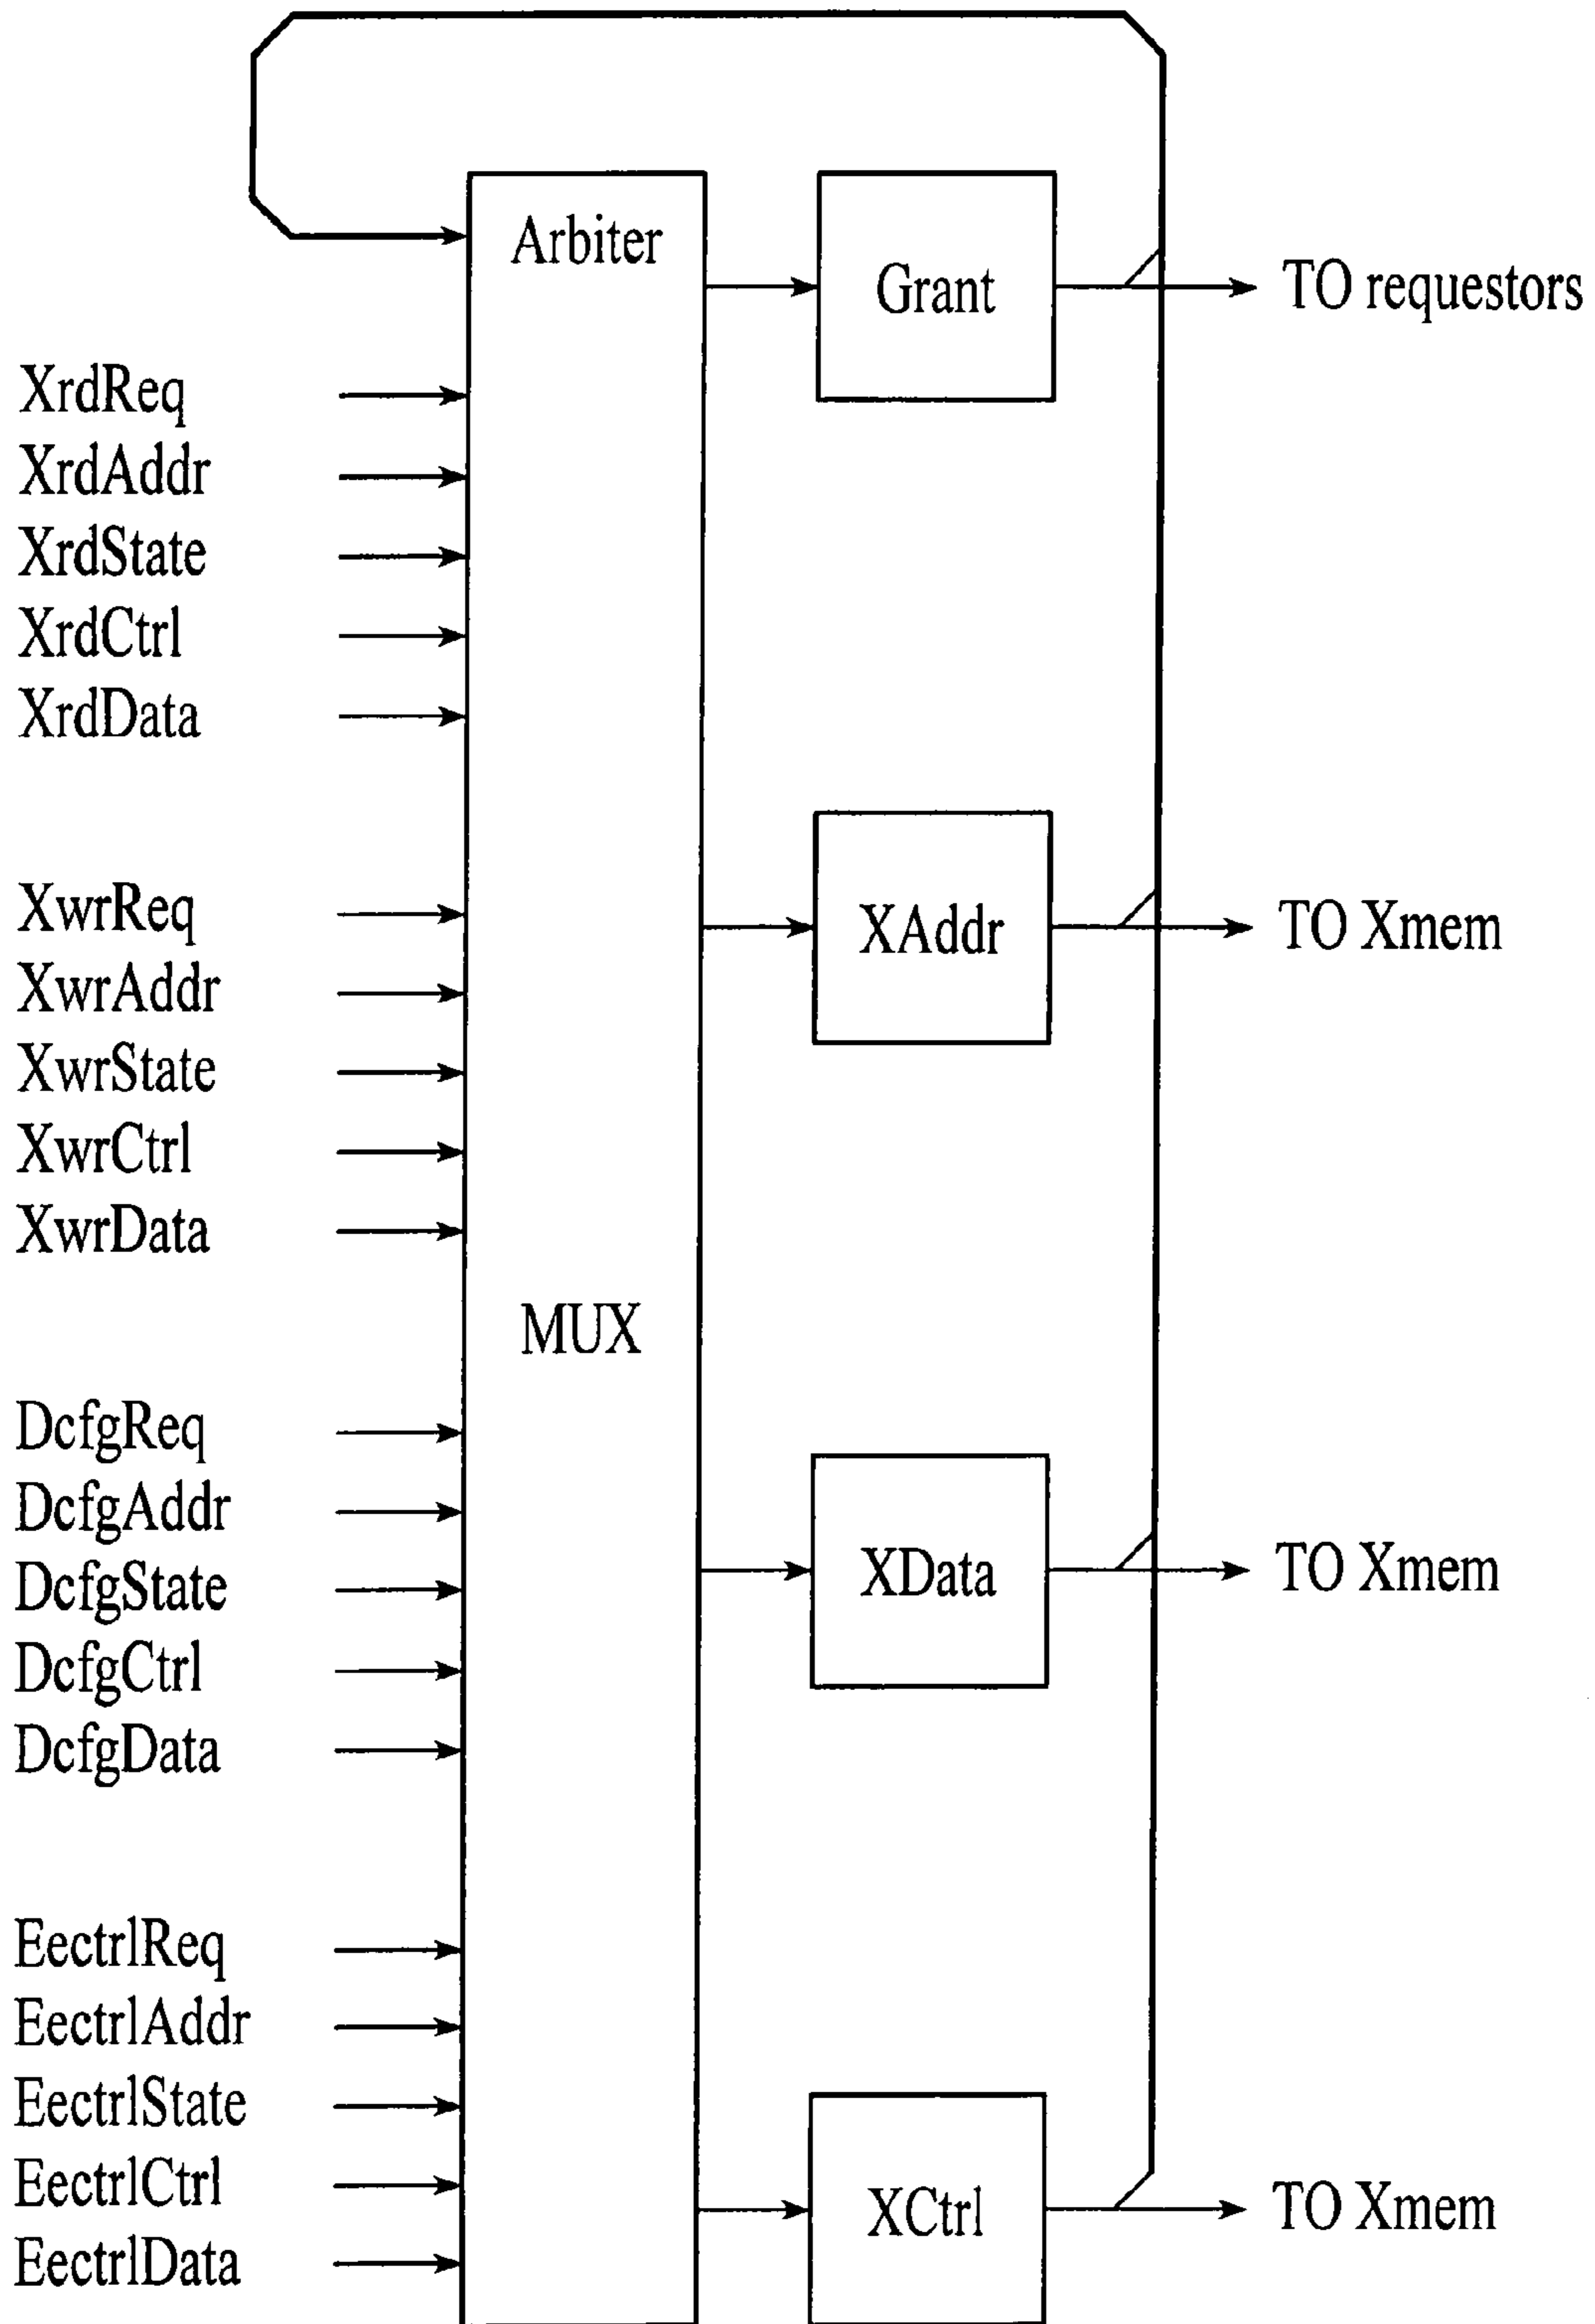 Arbiter
Grant
TO requestors
XrdReq
XrdAddr
XrdState
XrdCtrl
XrdData
XwrReq
XAddr
TO Xmem
XwrAddr
XwrState
XwrCtrl
XwrData
MUX
DcfgReq
DcfgAddr
DcfgState
XData
TO Xmem
DcfgCtrl
DcfgData
EectrlReq
EectrlAddr
EectrlState
EectrlCtrl
XCtrl
TO Xmem
EectrlData